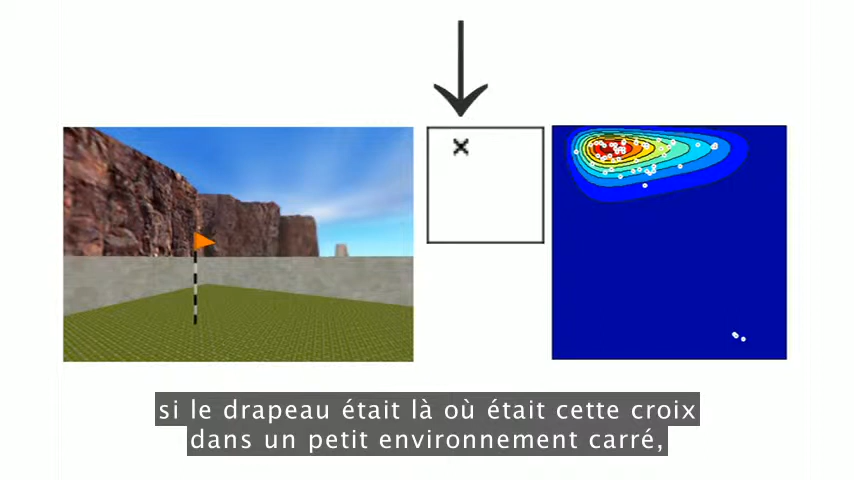 si le drapeau était là où était cette croix
dans un petit environnement carré,